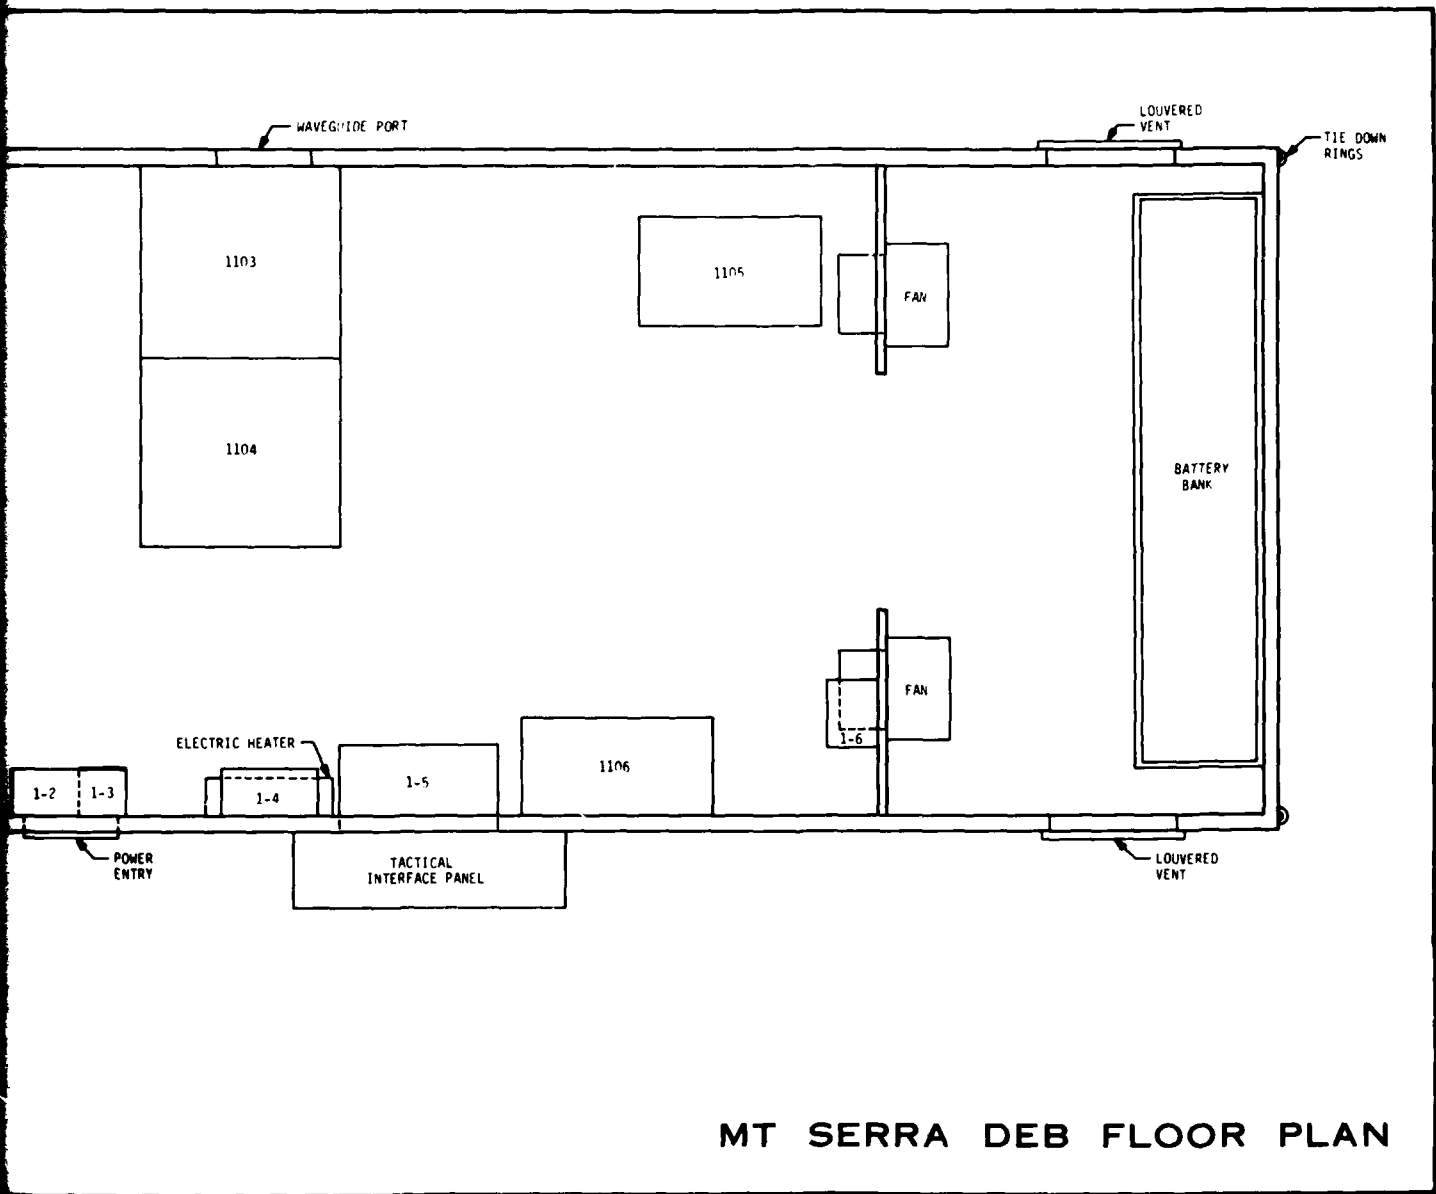 WAVEGUIDE PORT
LOUVERED
VENT
TIE DOWN
RINGS
1103
1105
FAN
1104
BATTERY
BANK
FAN
1-6
ELECTRIC HEATER
1-2
1-3
1-4
1-5
1106
POWER
ENTRY
TACTICAL
INTERFACE PANEL
LOUVERED
VENT
MT SERRA DEB FLOOR PLAN